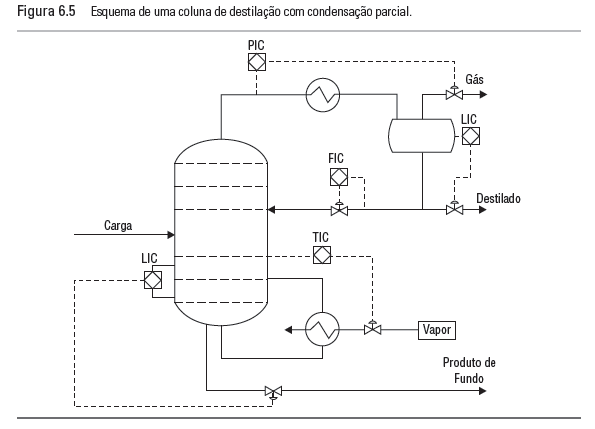 Figura 6.5 Esquema de uma coluna de destilação com condensação parcial.
PIC
Gás
LIC
FIC
Destilado
Carga
TIC
LIC
Vapor
Produto de
Fundo